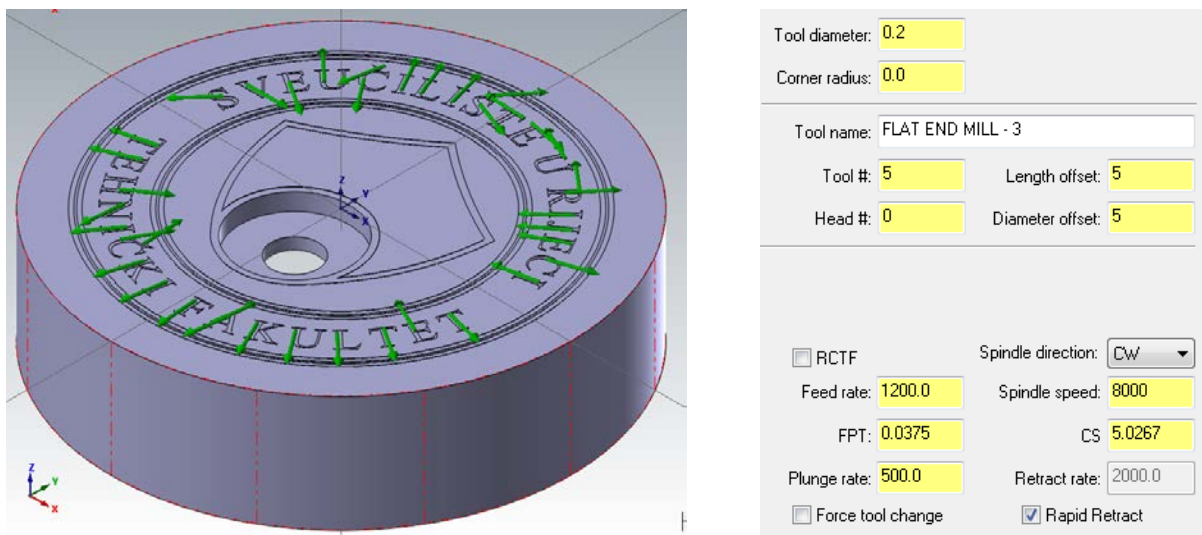 SVEUCILISTE U RIJECI
TEHNICKI FAKULTET
Z
Y
X
Z
Y
X
Tool diameter: 0.2
Corner radius: 0.0
Tool name: FLAT END MILL - 3
Tool #: 5 Length offset: 5
Head #: 0 Diameter offset: 5
RCTF Spindle direction: CW
Feed rate: 1200.0 Spindle speed: 8000
FPT: 0.0375 CS 5.0267
Plunge rate: 500.0 Retract rate: 2000.0
Force tool change Rapid Retract